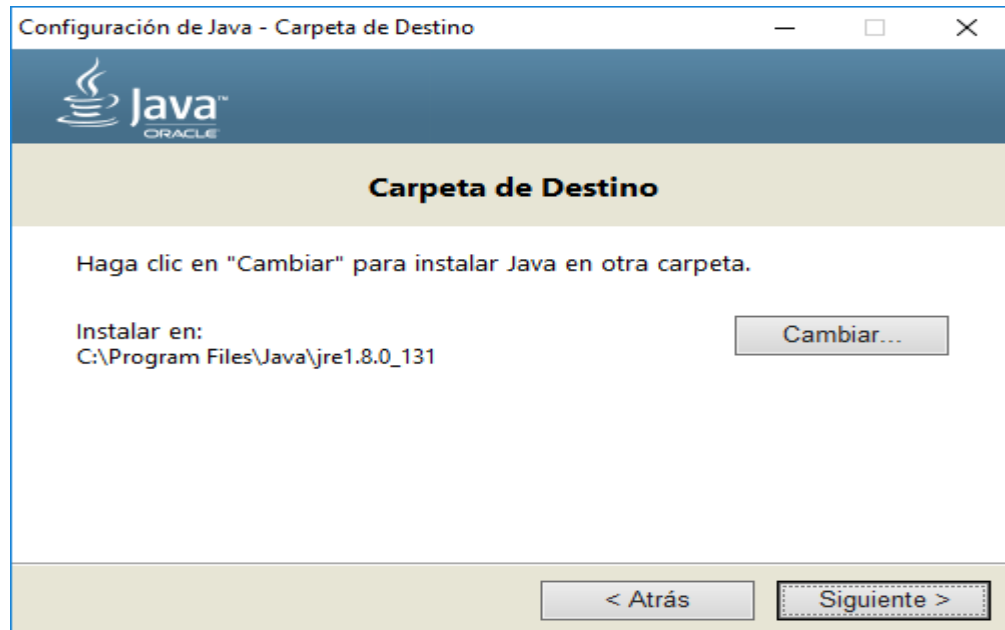 Configuración de Java - Carpeta de Destino
Java™
ORACLE
Carpeta de Destino
Haga clic en "Cambiar" para instalar Java en otra carpeta.
Instalar en:
Cambiar...
C:\Program Files\Java\jre1.8.0_131
< Atrás
Siguiente >